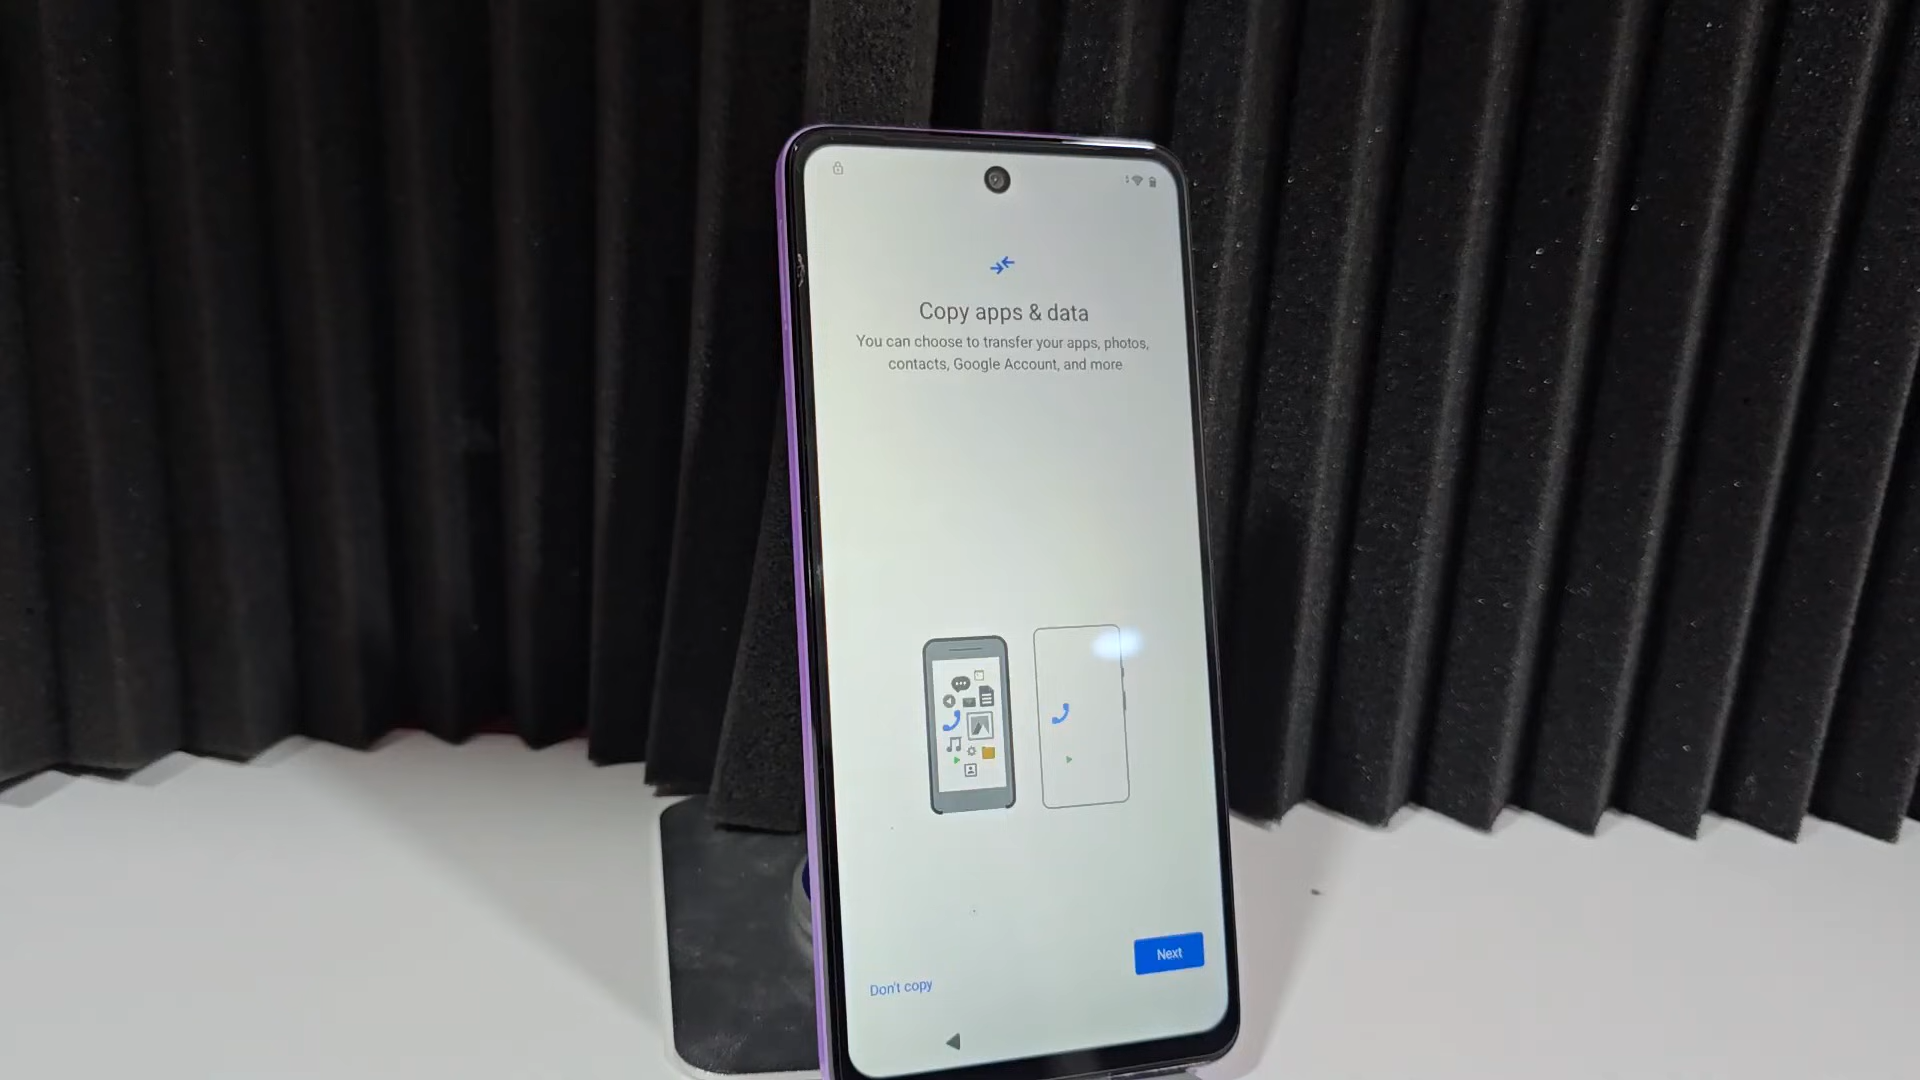 Copy apps & data
You can choose to transfer your apps, photos,
contacts, Google Account, and more
Next
Don't copy